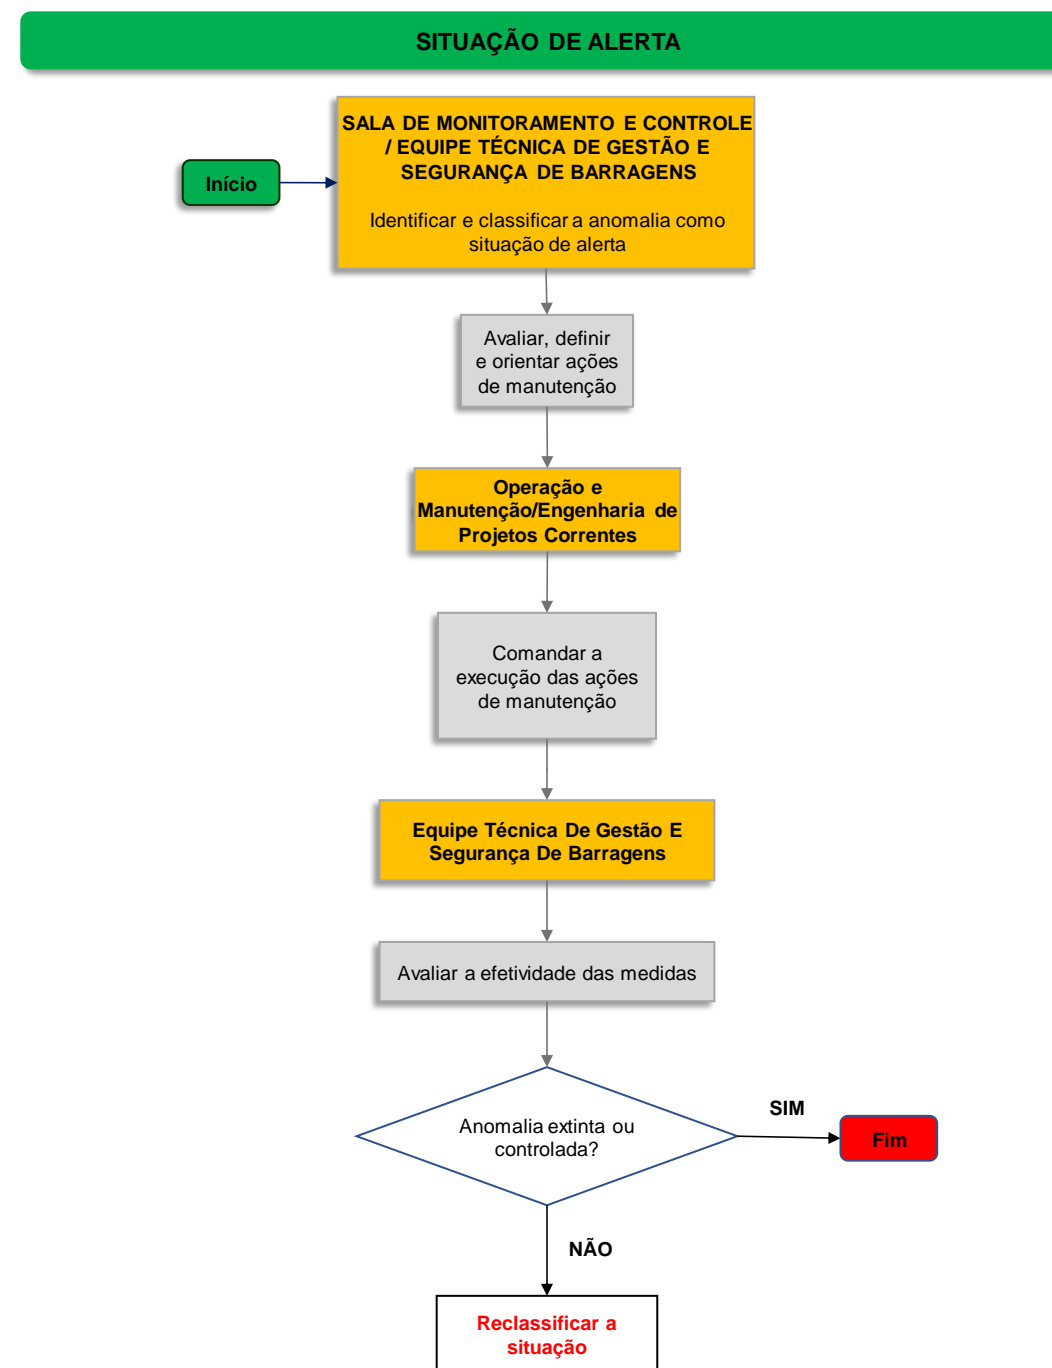 SITUAÇÃO DE ALERTA
SALA DE MONITORAMENTO E CONTROLE
/ EQUIPE TÉCNICA DE GESTÃO E
SEGURANÇA DE BARRAGENS
Início
Identificar e classificar a anomalia como
situação de alerta
Avaliar, definir
e orientar ações
de manutenção
Operação e
Manutenção/Engenharia de
Projetos Correntes
Comandar a
execução das ações
de manutenção
Equipe Técnica De Gestão E
Segurança De Barragens
Avaliar a efetividade das medidas
Anomalia extinta ou
controlada?
SIM
Fim
NÃO
Reclassificar a
situação